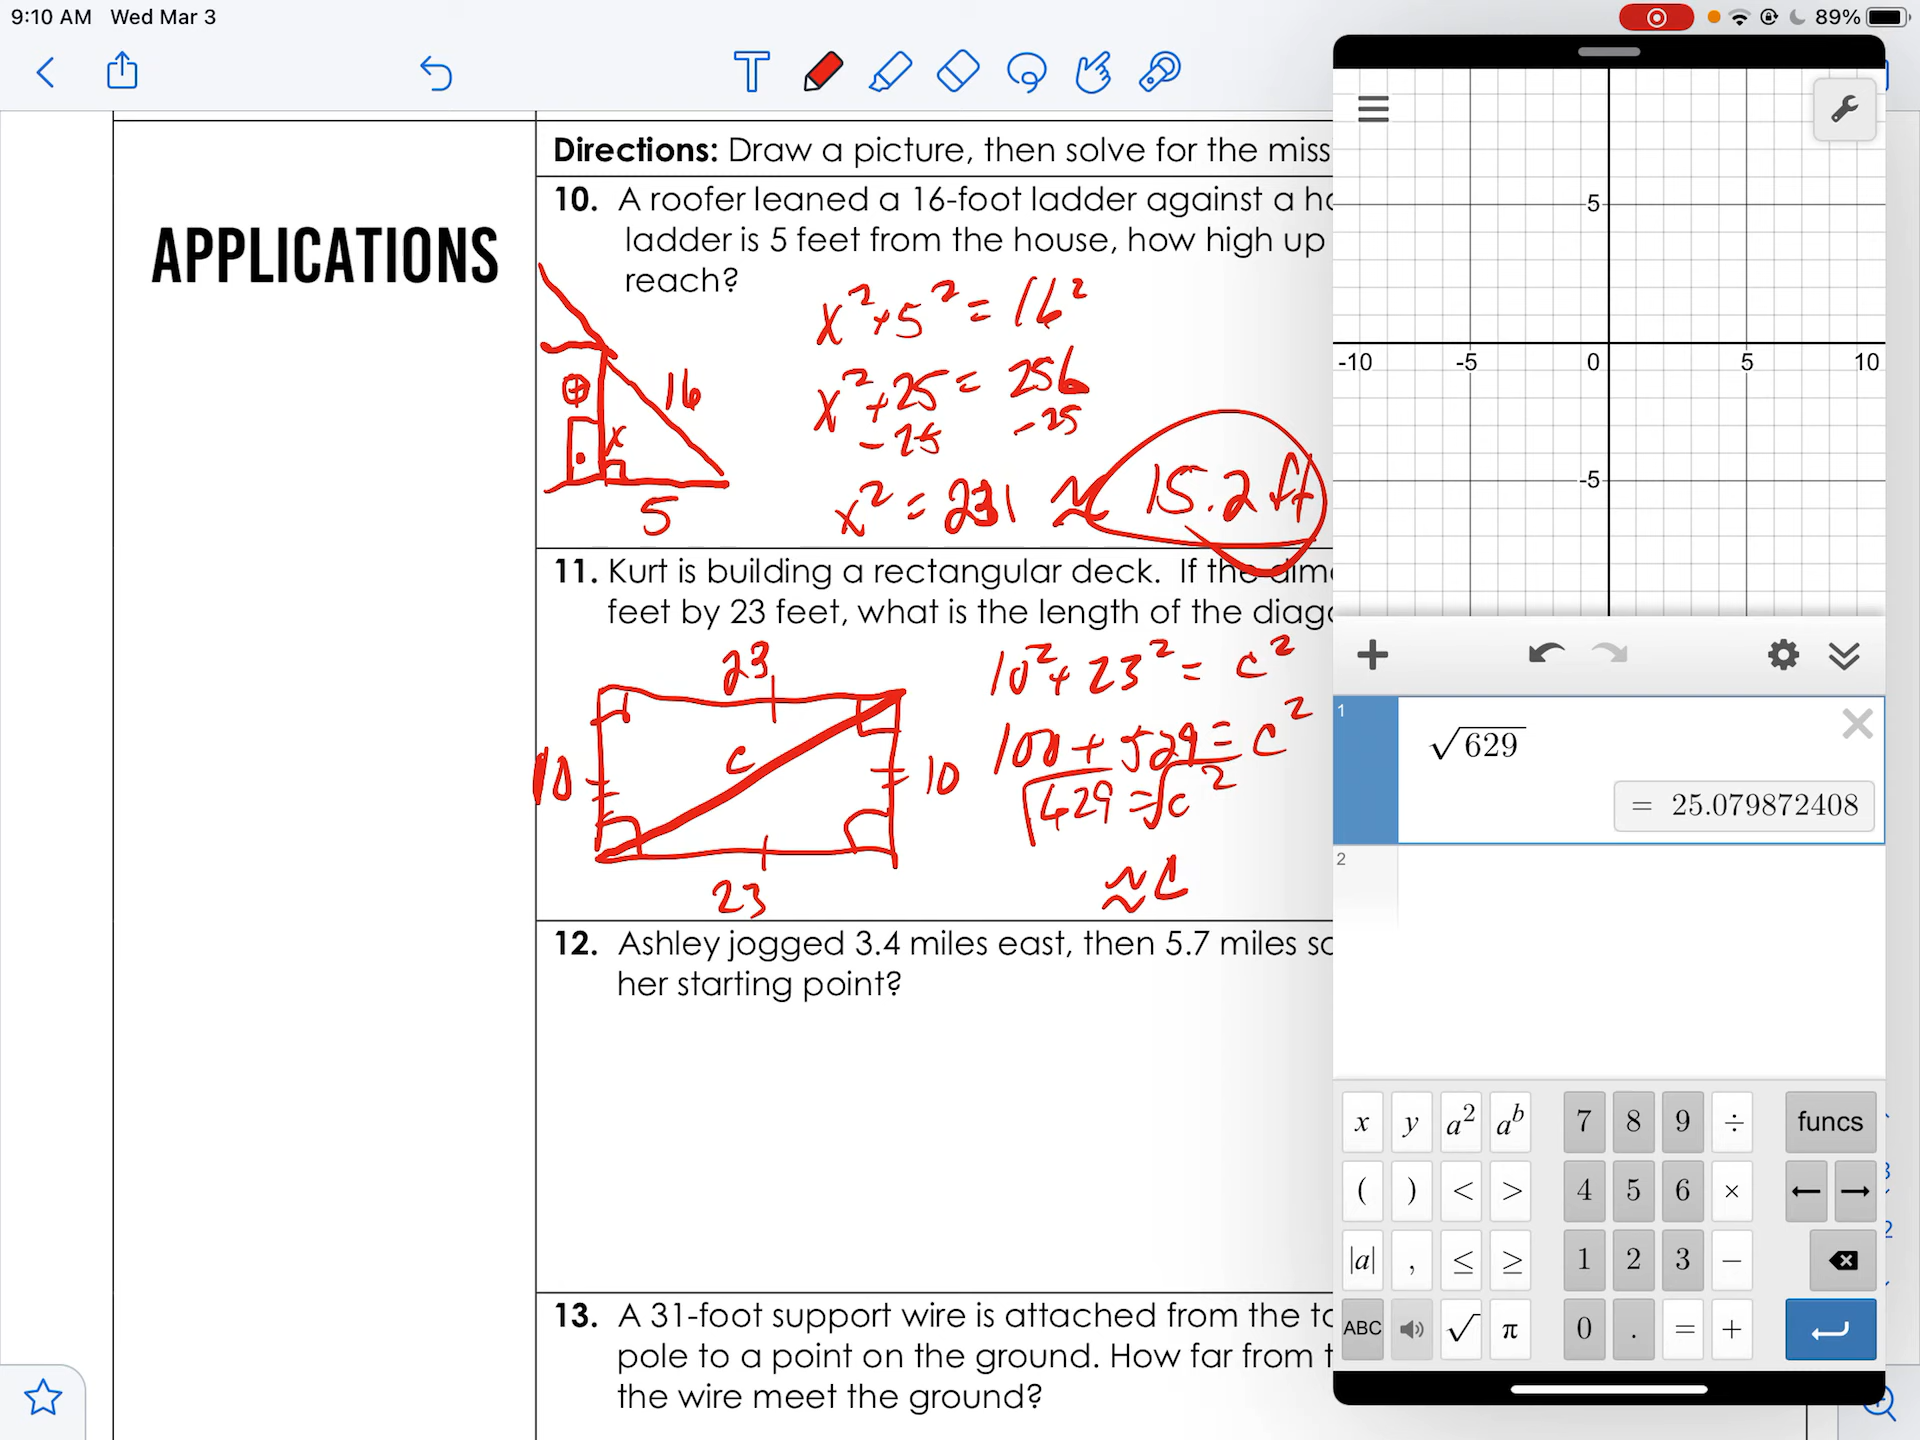 9:10 AM Wed Mar 3
89%
T
APPLICATIONS
Directions: Draw a picture, then solve for the miss
10. A roofer leaned a 16-foot ladder against a ho
ladder is 5 feet from the house, how high up
reach?
x² + 5² = 16²
x² + 25 = 256
- 25 - 25
x² = 231 ≈ 15.2 ft
16
x
5
11. Kurt is building a rectangular deck. If the dime
feet by 23 feet, what is the length of the diago
23
10
c
10
23
10² + 23² = c²
100 + 529 = c²
√629 = √c²
≈ c
12. Ashley jogged 3.4 miles east, then 5.7 miles so
her starting point?
13. A 31-foot support wire is attached from the to
pole to a point on the ground. How far from t
the wire meet the ground?
5
-10 -5 0 5 10
-5
1
√629
= 25.079872408
2
x y a² aᵇ 7 8 9 ÷ funcs
( ) < > 4 5 6 × ← →
|a| , ≤ ≥ 1 2 3 −
ABC √ π 0 . = +